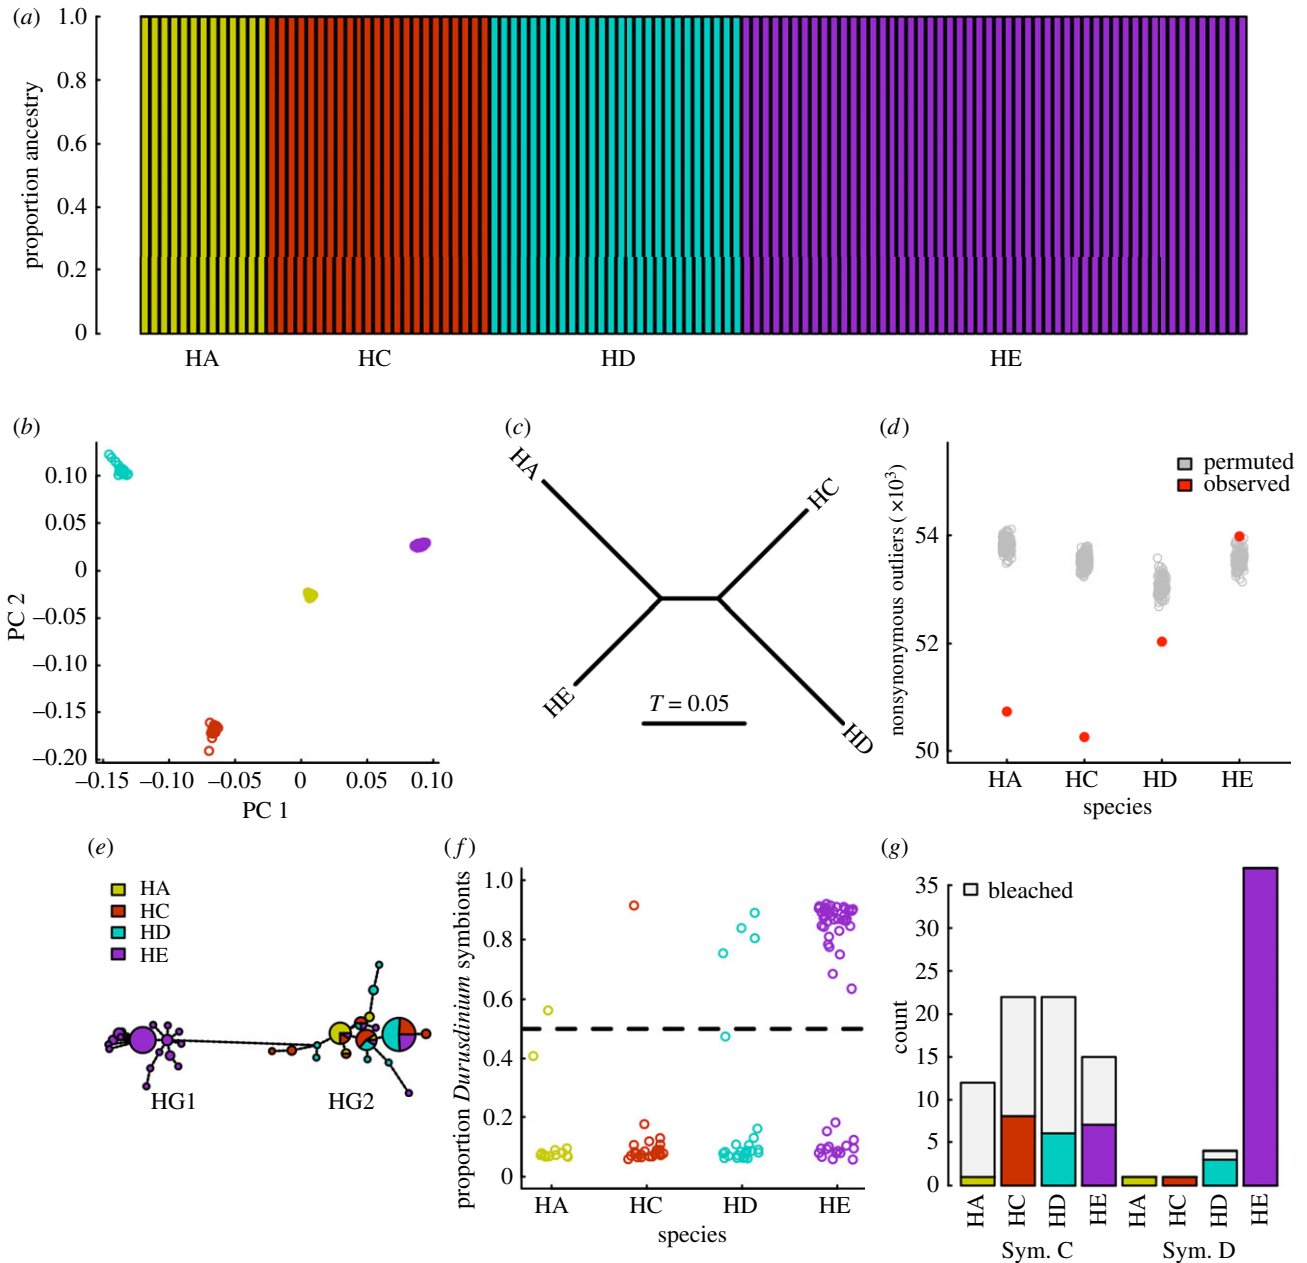 (a)
1.0
0.8
0.6
0.4
0.2
0
proportion ancestry
HA HC HD HE
(b)
0.10
0.05
0
–0.05
–0.10
–0.15
–0.20
PC 2
–0.15 –0.10 –0.05 0 0.05 0.10
PC 1
(c)
HA
HC
HE
HD
T = 0.05
(d)
permuted
observed
nonsynonymous outliers (×10³)
54
52
50
HA HC HD HE
species
(e)
HA
HC
HD
HE
HG1 HG2
(f)
1.0
0.8
0.6
0.4
0.2
0
proportion Durusdinium symbionts
HA HC HD HE
species
(g)
bleached
35
30
25
20
15
10
5
0
count
HA HC HD HE HA HC HD HE
Sym. C Sym. D